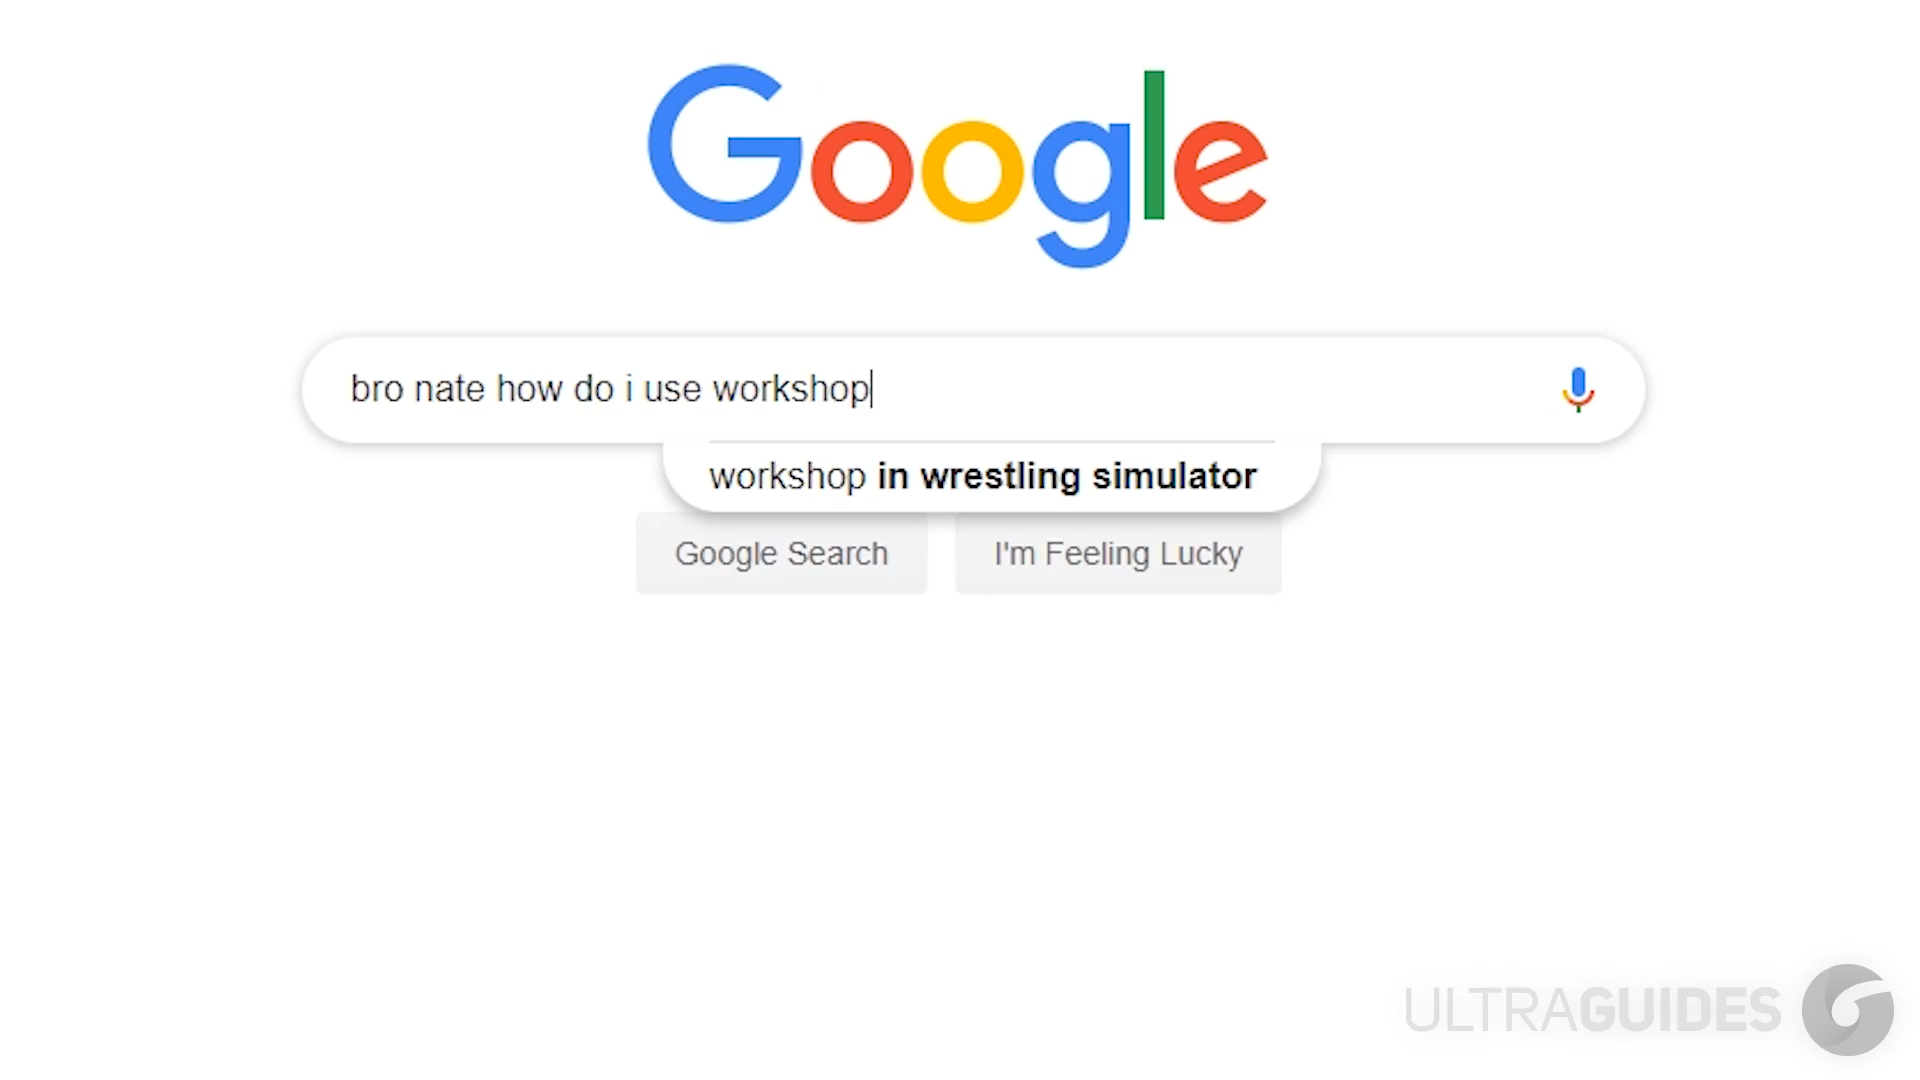 Google
bro nate how do i use workshop
workshop in wrestling simulator
Google Search
I'm Feeling Lucky
ULTRAGUIDES